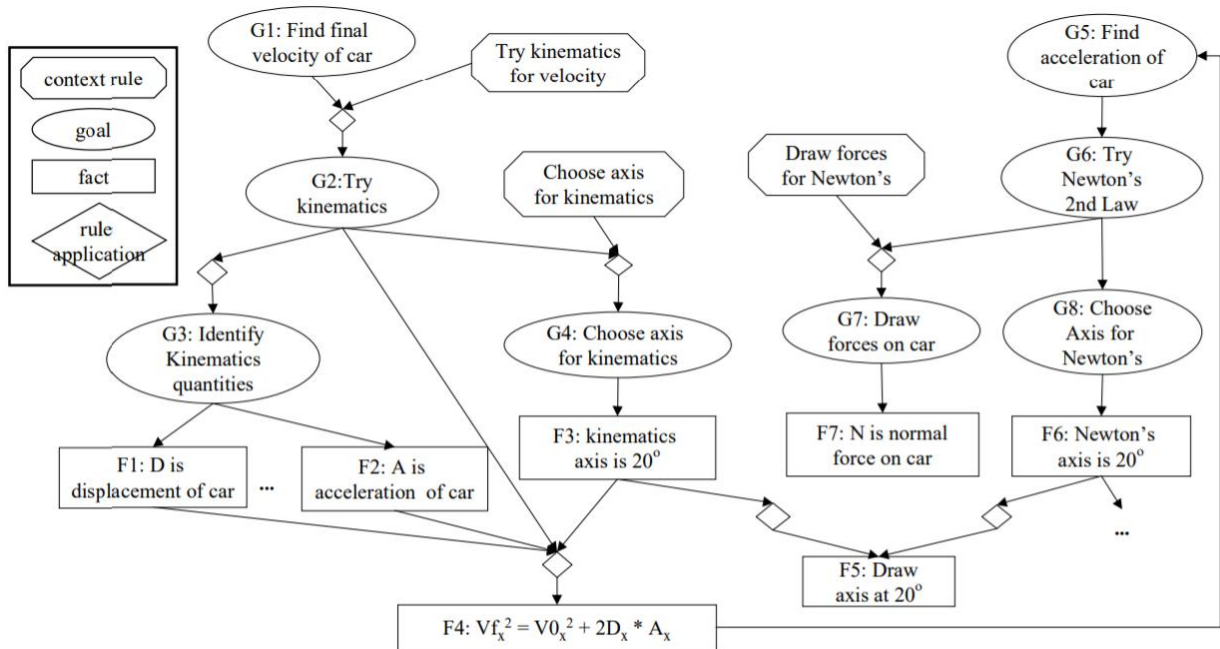 context rule
goal
fact
rule
application
G1: Find final
velocity of car
Try kinematics
for velocity
G5: Find
acceleration of
car
G2:Try
kinematics
Choose axis
for kinematics
Draw forces
for Newton's
G6: Try
Newton's
2nd Law
G3: Identify
Kinematics
quantities
G4: Choose axis
for kinematics
G7: Draw
forces on car
G8: Choose
Axis for
Newton's
F1: D is
displacement of car
...
F2: A is
acceleration of car
F3: kinematics
axis is 20°
F7: N is normal
force on car
F6: Newton's
axis is 20°
...
F5: Draw
axis at 20°
F4: Vfₓ² = V0ₓ² + 2Dₓ * Aₓ